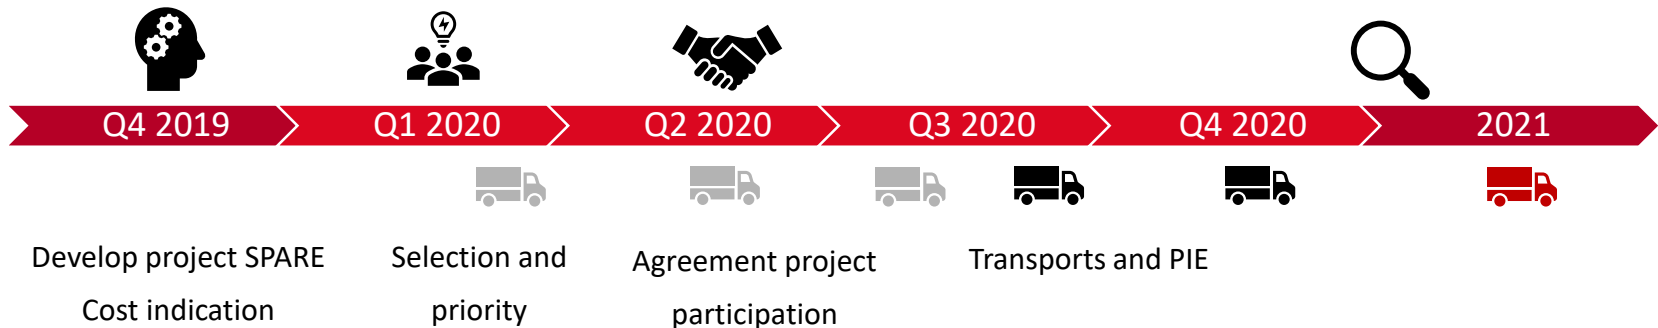 Q4 2019
Q1 2020
Q2 2020
Q3 2020
Q4 2020
2021
Develop project SPARE
Cost indication
Selection and
priority
Agreement project
participation
Transports and PIE